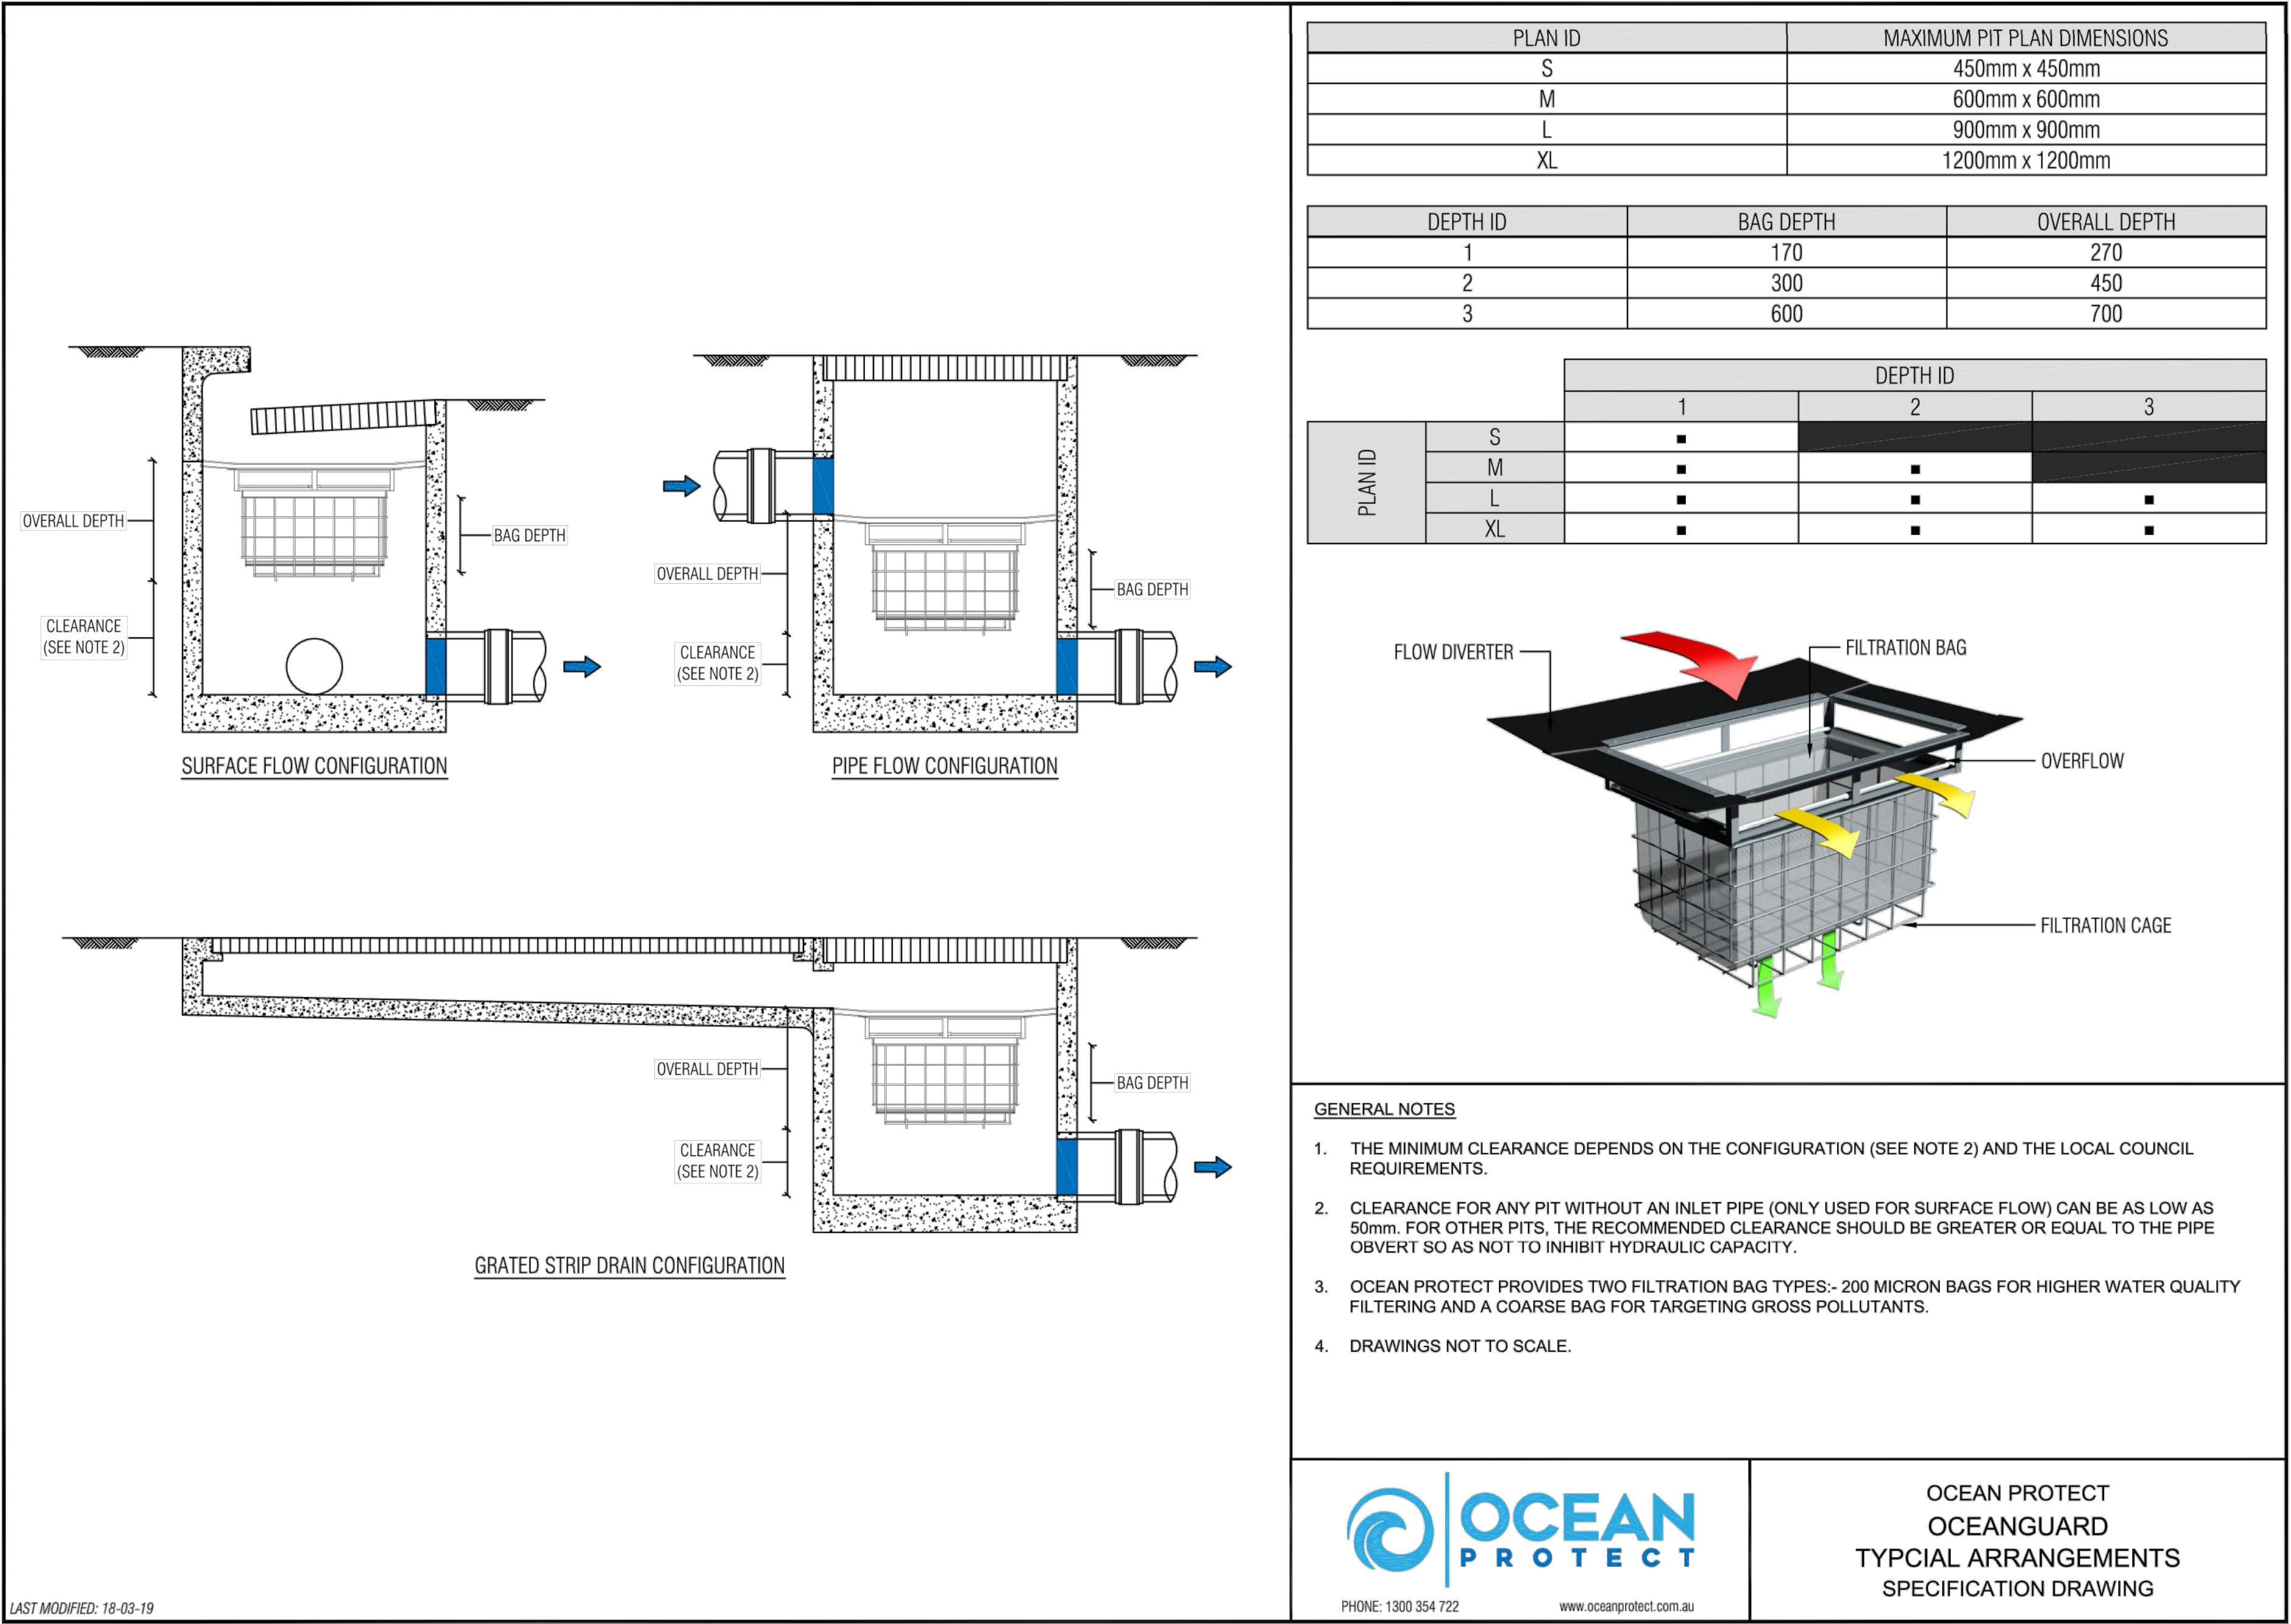 PLAN ID MAXIMUM PIT PLAN DIMENSIONS
S 450mm x 450mm
M 600mm x 600mm
L 900mm x 900mm
XL 1200mm x 1200mm
DEPTH ID BAG DEPTH OVERALL DEPTH
1 170 270
2 300 450
3 600 700
DEPTH ID
1 2 3
PLAN ID
S ■
M ■ ■
L ■ ■ ■
XL ■ ■ ■
OVERALL DEPTH
BAG DEPTH
CLEARANCE
(SEE NOTE 2)
SURFACE FLOW CONFIGURATION
OVERALL DEPTH
BAG DEPTH
CLEARANCE
(SEE NOTE 2)
PIPE FLOW CONFIGURATION
OVERALL DEPTH
BAG DEPTH
CLEARANCE
(SEE NOTE 2)
GRATED STRIP DRAIN CONFIGURATION
FLOW DIVERTER
FILTRATION BAG
OVERFLOW
FILTRATION CAGE
GENERAL NOTES
1. THE MINIMUM CLEARANCE DEPENDS ON THE CONFIGURATION (SEE NOTE 2) AND THE LOCAL COUNCIL
REQUIREMENTS.
2. CLEARANCE FOR ANY PIT WITHOUT AN INLET PIPE (ONLY USED FOR SURFACE FLOW) CAN BE AS LOW AS
50mm. FOR OTHER PITS, THE RECOMMENDED CLEARANCE SHOULD BE GREATER OR EQUAL TO THE PIPE
OBVERT SO AS NOT TO INHIBIT HYDRAULIC CAPACITY.
3. OCEAN PROTECT PROVIDES TWO FILTRATION BAG TYPES:- 200 MICRON BAGS FOR HIGHER WATER QUALITY
FILTERING AND A COARSE BAG FOR TARGETING GROSS POLLUTANTS.
4. DRAWINGS NOT TO SCALE.
OCEAN
PROTECT
PHONE: 1300 354 722 www.oceanprotect.com.au
OCEAN PROTECT
OCEANGUARD
TYPCIAL ARRANGEMENTS
SPECIFICATION DRAWING
LAST MODIFIED: 18-03-19